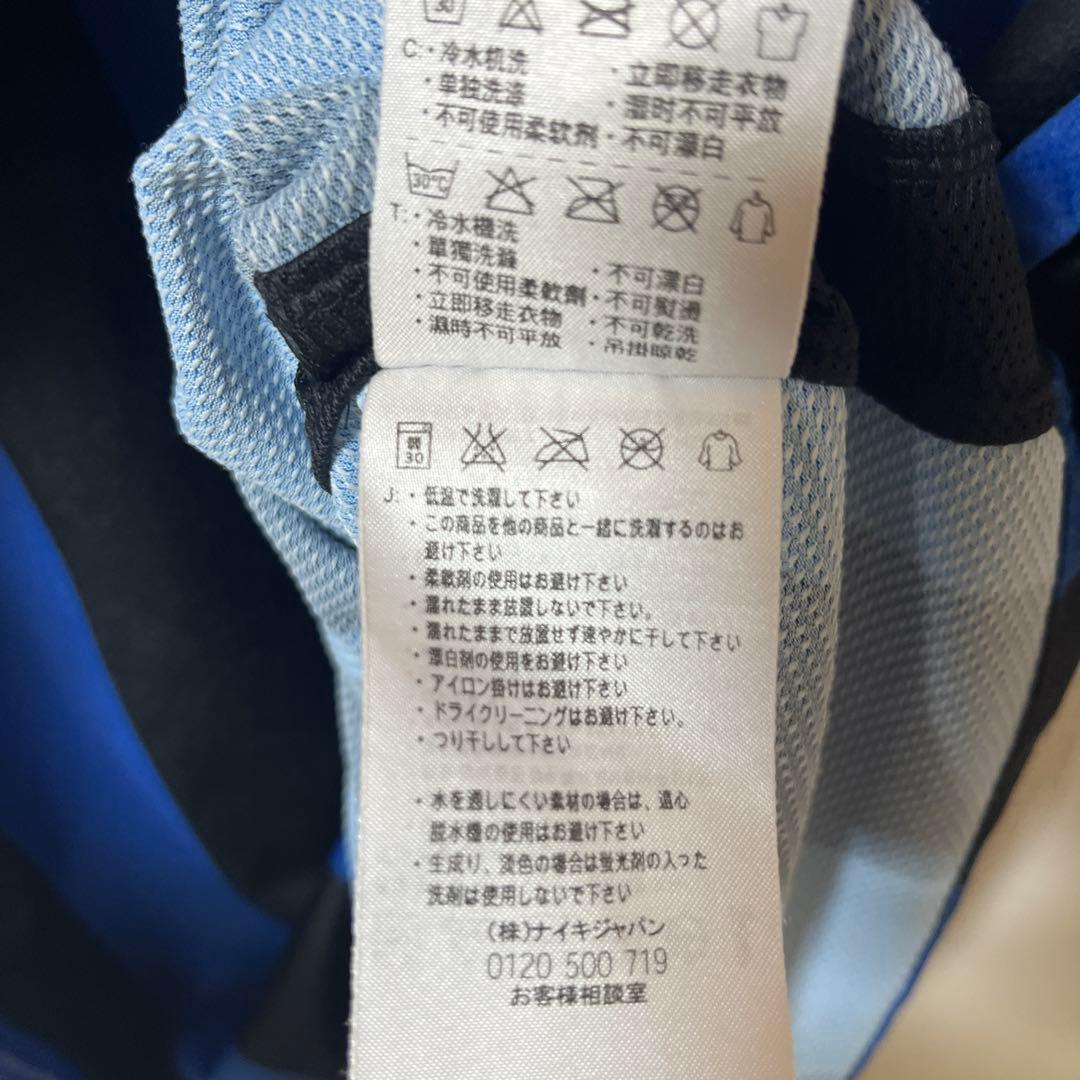 30
C:・冷水机洗 ・立即移走衣物
・单独洗涤 ・湿时不可平放
・不可使用柔软剂・不可漂白
30°C
T:・冷水機洗
・單獨洗滌 ・不可漂白
・不可使用柔軟劑・不可熨燙
・立即移走衣物 ・不可乾洗
・濕時不可平放 ・吊掛晾乾
弱
30
J:・低温で洗濯して下さい
・この商品を他の商品と一緒に洗濯するのはお
避け下さい
・柔軟剤の使用はお避け下さい
・濡れたまま放置しないで下さい。
・濡れたままで放置せず速やかに干して下さい
・漂白剤の使用をお避け下さい
・アイロン掛けはお避け下さい
・ドライクリーニングはお避け下さい。
・つり干しして下さい
・水を通しにくい素材の場合は、遠心
脱水機の使用はお避け下さい
・生成り、淡色の場合は蛍光剤の入った
洗剤は使用しないで下さい
(株)ナイキジャパン
0120 500 719
お客様相談室